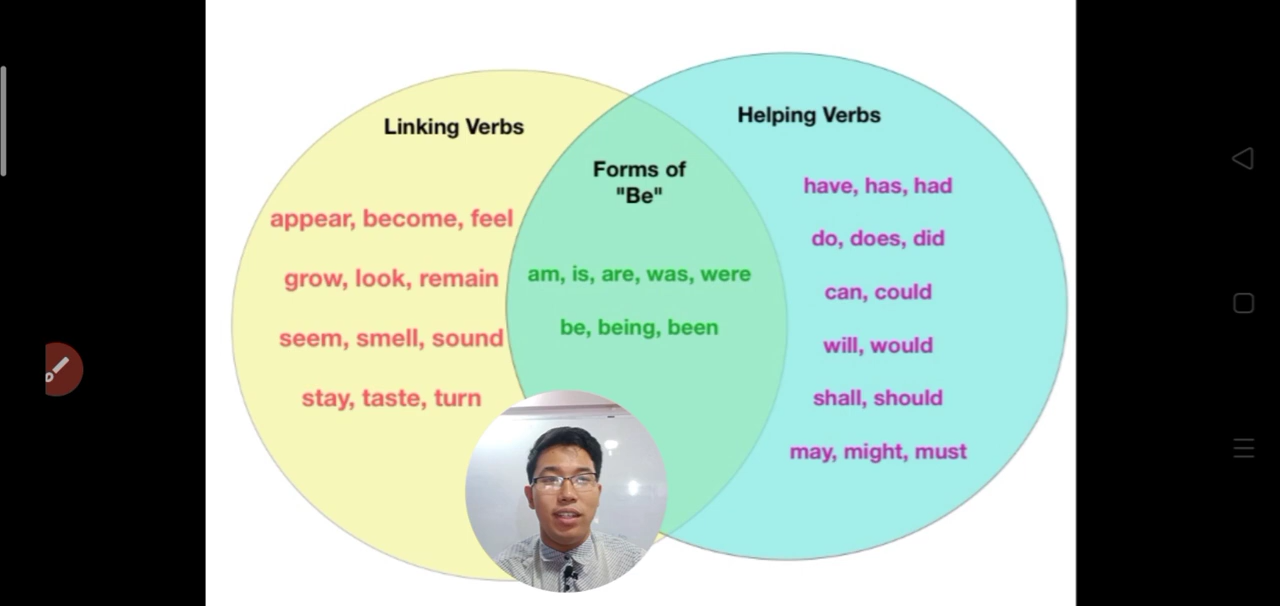 Linking Verbs
appear, become, feel
grow, look, remain
seem, smell, sound
stay, taste, turn
Forms of
"Be"
am, is, are, was, were
be, being, been
Helping Verbs
have, has, had
do, does, did
can, could
will, would
shall, should
may, might, must